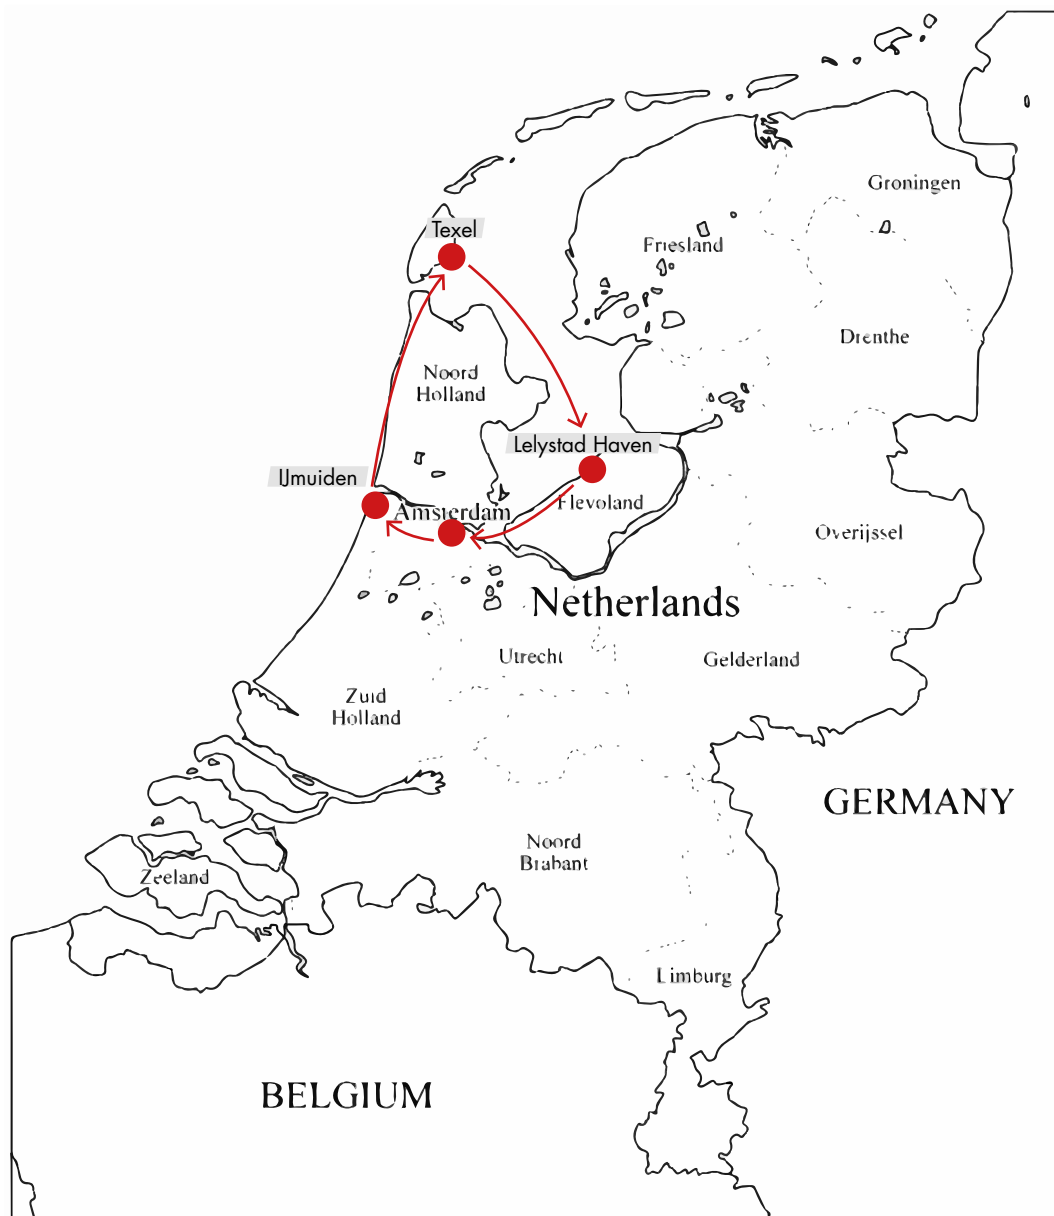 Groningen
Texel
Friesland
Drenthe
Noord
Holland
Lelystad Haven
IJmuiden
Flevoland
Amsterdam
Overijssel
Netherlands
Utrecht
Gelderland
Zuid
Holland
GERMANY
Noord
Brabant
Zeeland
Limburg
BELGIUM